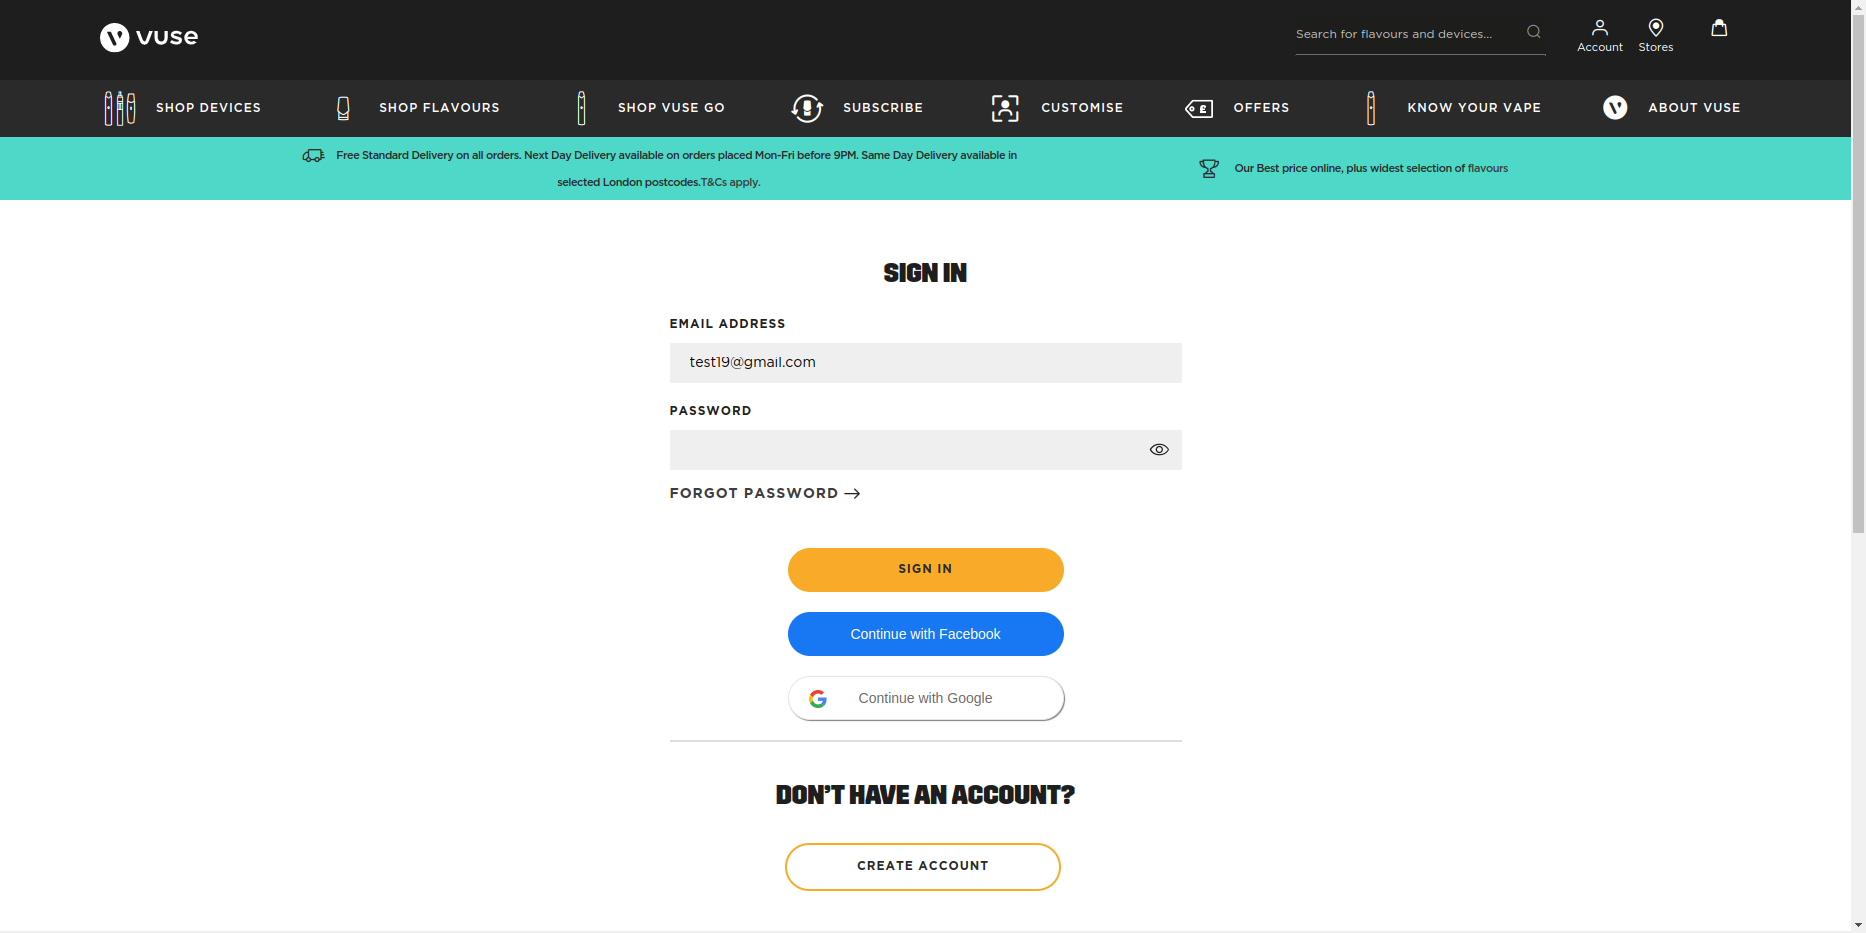 vuse
Search for flavours and devices...
Account
Stores
SHOP DEVICES
SHOP FLAVOURS
SHOP VUSE GO
SUBSCRIBE
CUSTOMISE
OFFERS
KNOW YOUR VAPE
ABOUT VUSE
Free Standard Delivery on all orders. Next Day Delivery available on orders placed Mon-Fri before 9PM. Same Day Delivery available in
selected London postcodes.T&Cs apply.
Our Best price online, plus widest selection of flavours
SIGN IN
EMAIL ADDRESS
test19@gmail.com
PASSWORD
FORGOT PASSWORD
SIGN IN
Continue with Facebook
Continue with Google
DON'T HAVE AN ACCOUNT?
CREATE ACCOUNT